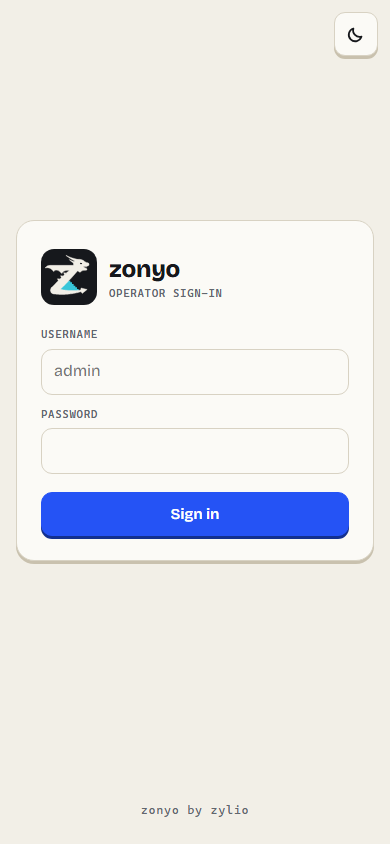 zonyo
OPERATOR SIGN-IN
USERNAME
admin
PASSWORD
Sign in
zonyo by zylio